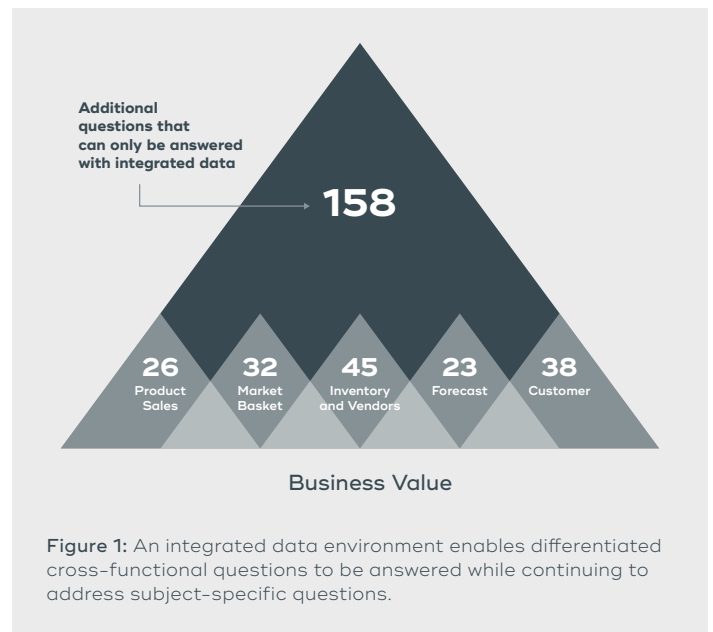 Additional
questions that
can only be answered
with integrated data
158
26
Product
Sales
32
Market
Basket
45
Inventory
and Vendors
23
Forecast
38
Customer
Business Value
Figure 1: An integrated data environment enables differentiated
cross-functional questions to be answered while continuing to
address subject-specific questions.